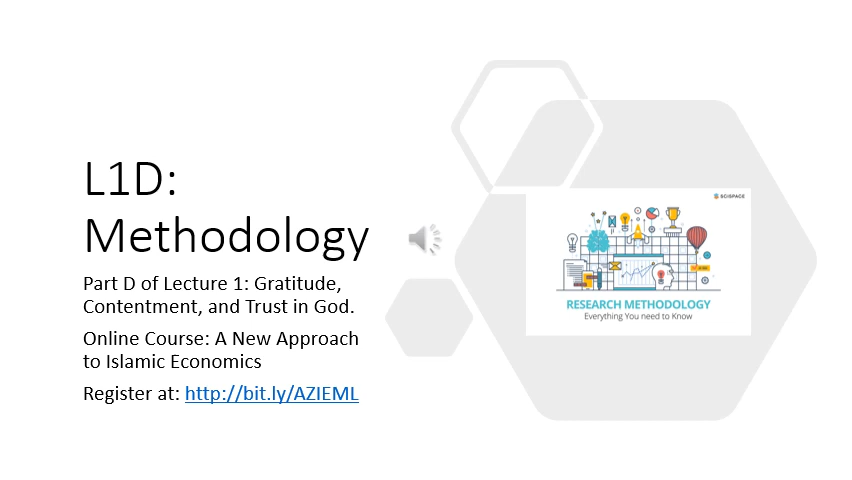 L1D:
Methodology
Part D of Lecture 1: Gratitude,
Contentment, and Trust in God.
Online Course: A New Approach
to Islamic Economics
Register at: http://bit.ly/AZIEML
SCISPACE
RESEARCH METHODOLOGY
Everything You need to Know